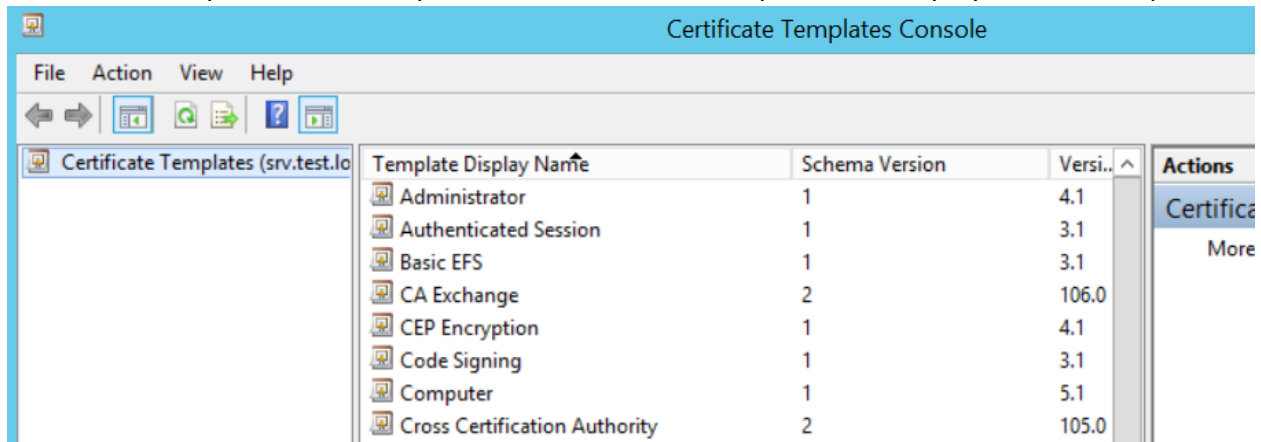 Certificate Templates Console
File Action View Help
Certificate Templates (srv.test.lo
Template Display Name Schema Version Versi..
Actions
Administrator 1 4.1
Certifica
Authenticated Session 1 3.1
More
Basic EFS 1 3.1
CA Exchange 2 106.0
CEP Encryption 1 4.1
Code Signing 1 3.1
Computer 1 5.1
Cross Certification Authority 2 105.0